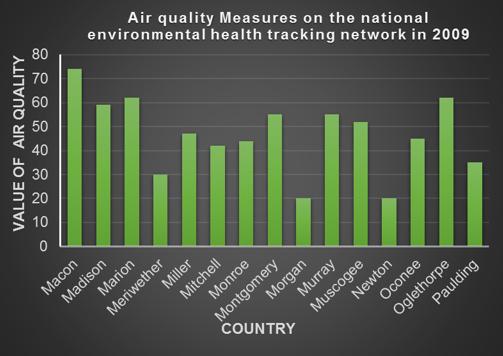 Air quality Measures on the national
environmental health tracking network in 2009
VALUE OF AIR QUALITY
80
70
60
50
40
30
20
10
0
Macon
Madison
Marion
Meriwether
Miller
Mitchell
Monroe
Montgomery
Morgan
Murray
Muscogee
Newton
Oconee
Oglethorpe
Paulding
COUNTRY